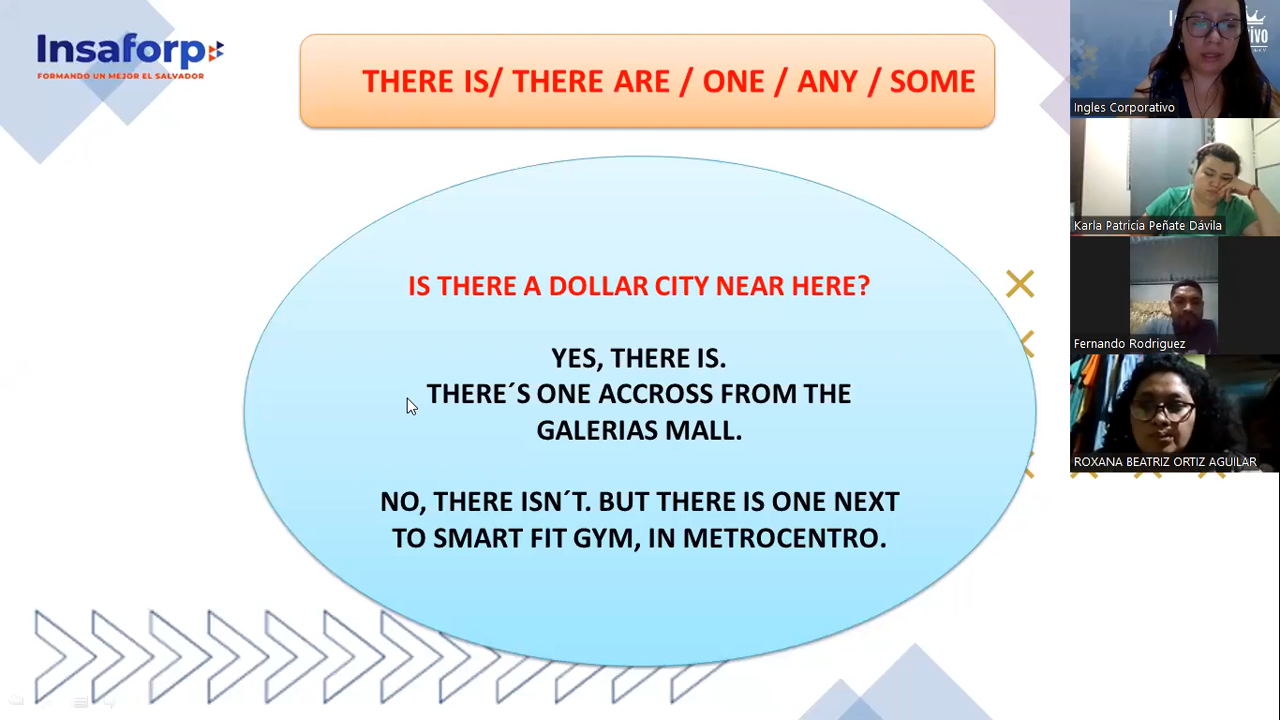 Insaforp
FORMANDO UN MEJOR EL SALVADOR
THERE IS/ THERE ARE / ONE / ANY / SOME
IS THERE A DOLLAR CITY NEAR HERE?
YES, THERE IS.
THERE´S ONE ACCROSS FROM THE
GALERIAS MALL.
NO, THERE ISN´T. BUT THERE IS ONE NEXT
TO SMART FIT GYM, IN METROCENTRO.
Ingles Corporativo
Karla Patricia Peñate Dávila
Fernando Rodriguez
ROXANA BEATRIZ ORTIZ AGUILAR